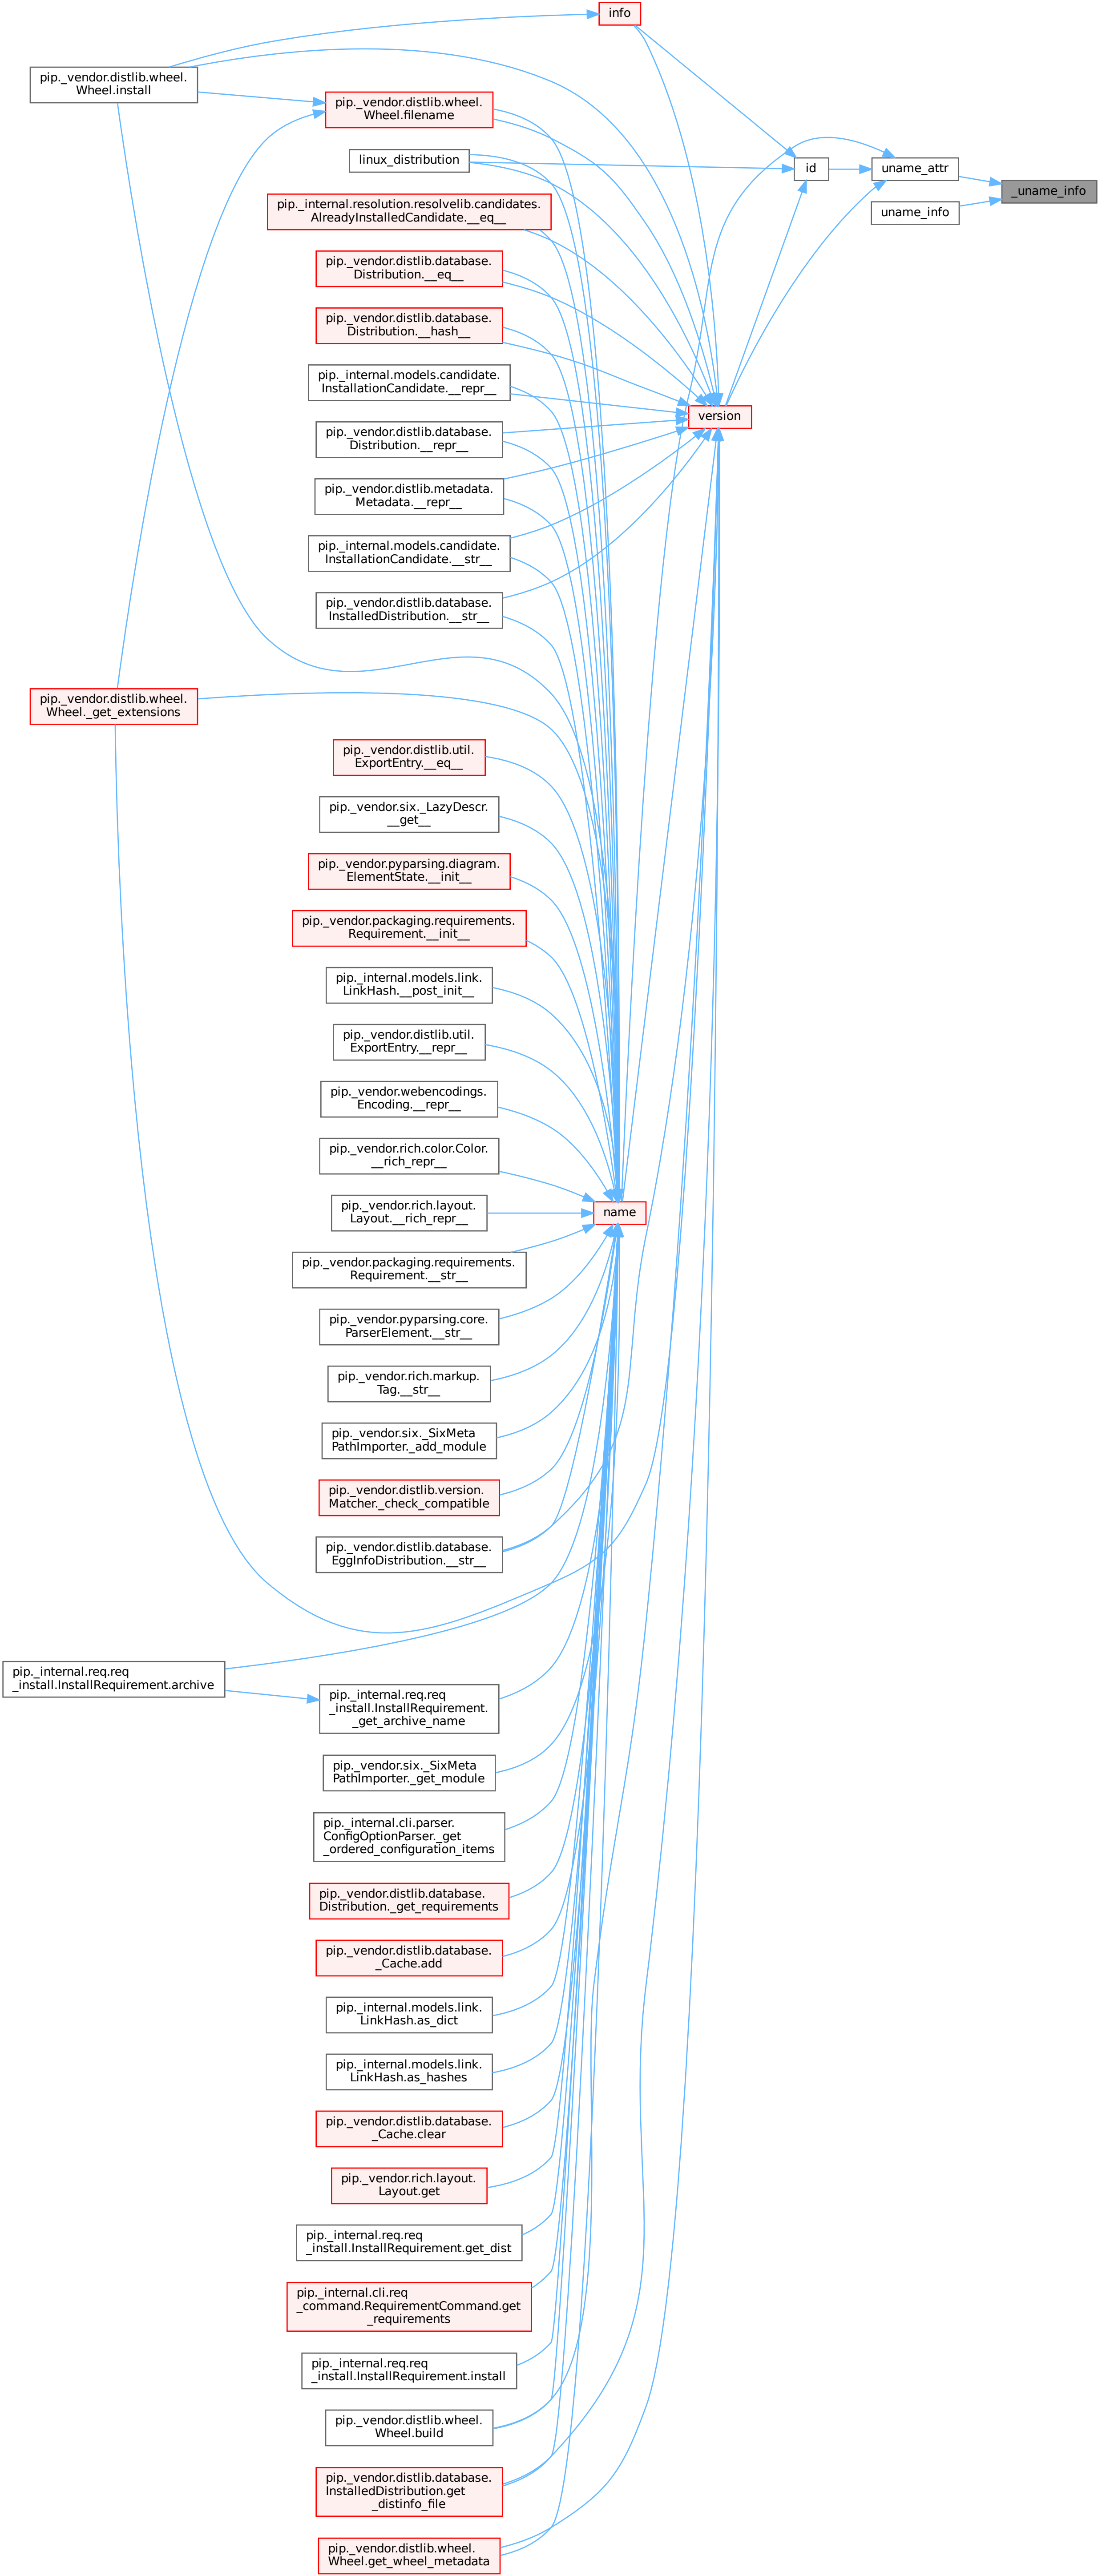 info
pip._vendor.distlib.wheel.
Wheel.install
pip._vendor.distlib.wheel.
Wheel.filename
linux_distribution
id
uname_attr
_uname_info
uname_info
pip._internal.resolution.resolvelib.candidates.
AlreadyInstalledCandidate.__eq__
pip._vendor.distlib.database.
Distribution.__eq__
pip._vendor.distlib.database.
Distribution.__hash__
pip._internal.models.candidate.
InstallationCandidate.__repr__
version
pip._vendor.distlib.database.
Distribution.__repr__
pip._vendor.distlib.metadata.
Metadata.__repr__
pip._internal.models.candidate.
InstallationCandidate.__str__
pip._vendor.distlib.database.
InstalledDistribution.__str__
pip._vendor.distlib.wheel.
Wheel._get_extensions
pip._vendor.distlib.util.
ExportEntry.__eq__
pip._vendor.six._LazyDescr.
__get__
pip._vendor.pyparsing.diagram.
ElementState.__init__
pip._vendor.packaging.requirements.
Requirement.__init__
pip._internal.models.link.
LinkHash.__post_init__
pip._vendor.distlib.util.
ExportEntry.__repr__
pip._vendor.webencodings.
Encoding.__repr__
pip._vendor.rich.color.Color.
__rich_repr__
pip._vendor.rich.layout.
Layout.__rich_repr__
name
pip._vendor.packaging.requirements.
Requirement.__str__
pip._vendor.pyparsing.core.
ParserElement.__str__
pip._vendor.rich.markup.
Tag.__str__
pip._vendor.six._SixMeta
PathImporter._add_module
pip._vendor.distlib.version.
Matcher._check_compatible
pip._vendor.distlib.database.
EggInfoDistribution.__str__
pip._internal.req.req
_install.InstallRequirement.archive
pip._internal.req.req
_install.InstallRequirement.
_get_archive_name
pip._vendor.six._SixMeta
PathImporter._get_module
pip._internal.cli.parser.
ConfigOptionParser._get
_ordered_configuration_items
pip._vendor.distlib.database.
Distribution._get_requirements
pip._vendor.distlib.database.
_Cache.add
pip._internal.models.link.
LinkHash.as_dict
pip._internal.models.link.
LinkHash.as_hashes
pip._vendor.distlib.database.
_Cache.clear
pip._vendor.rich.layout.
Layout.get
pip._internal.req.req
_install.InstallRequirement.get_dist
pip._internal.cli.req
_command.RequirementCommand.get
_requirements
pip._internal.req.req
_install.InstallRequirement.install
pip._vendor.distlib.wheel.
Wheel.build
pip._vendor.distlib.database.
InstalledDistribution.get
_distinfo_file
pip._vendor.distlib.wheel.
Wheel.get_wheel_metadata